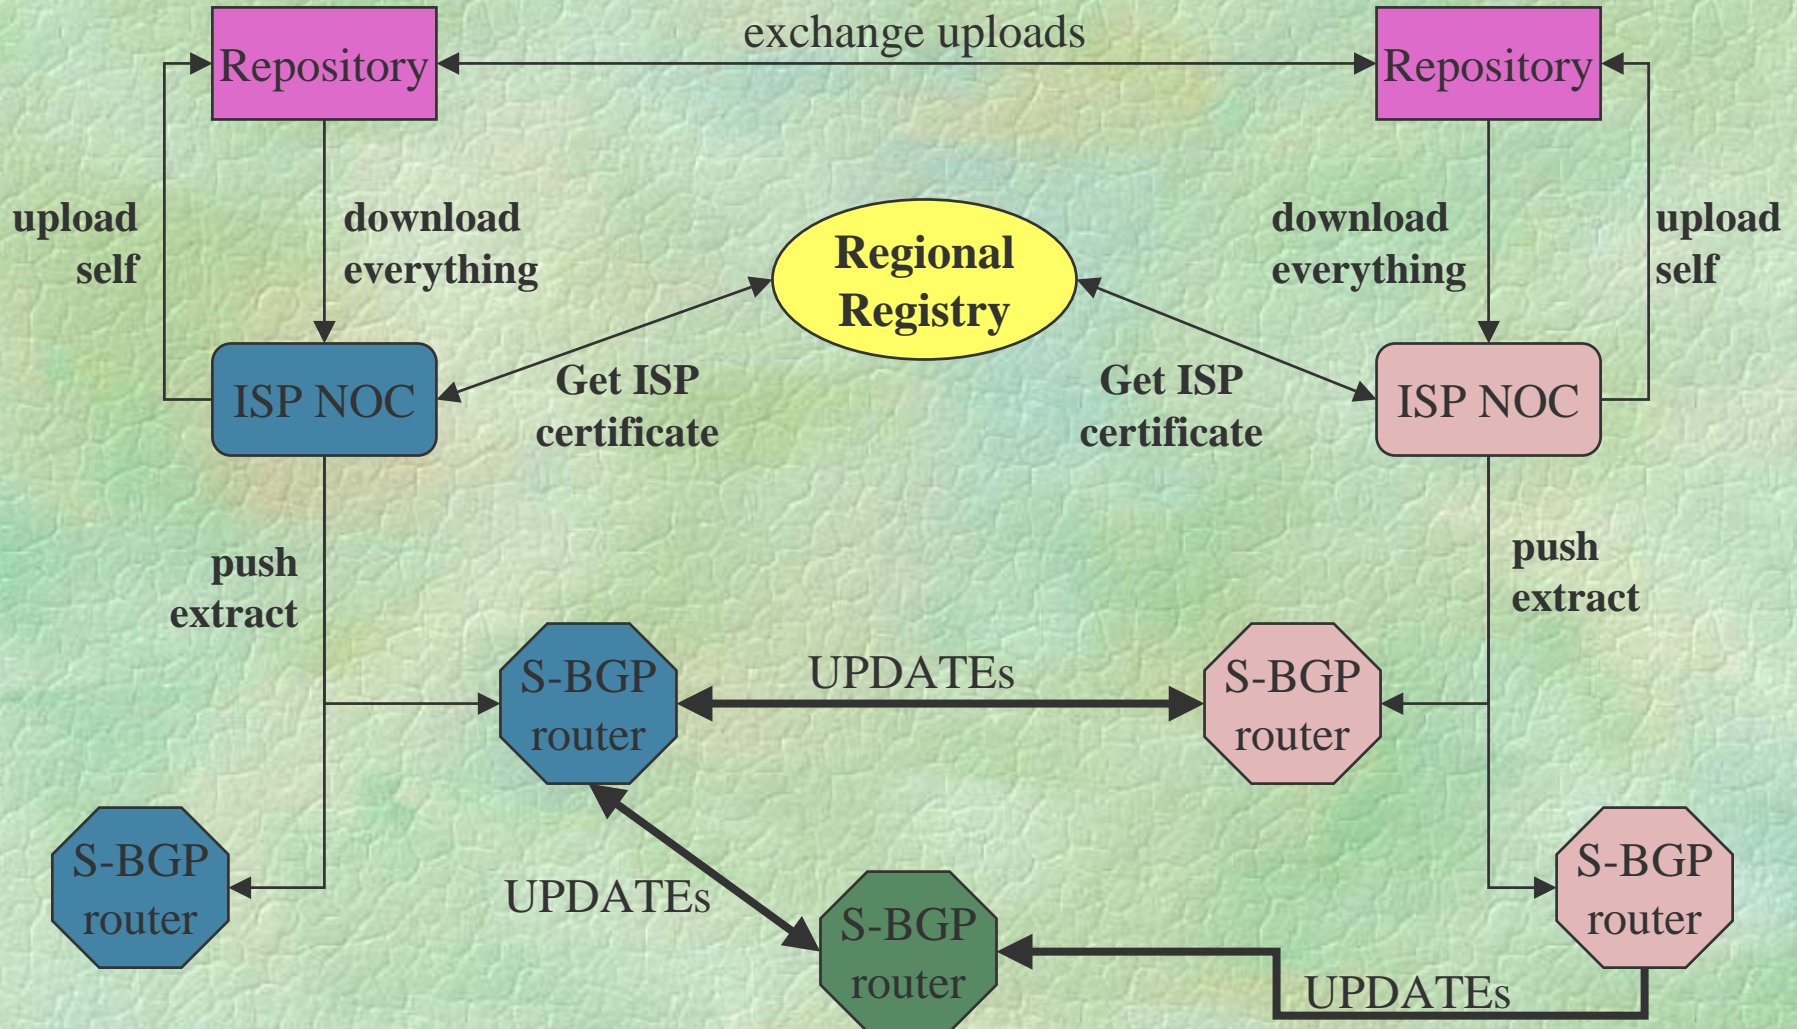 exchange uploads
Repository
Repository
upload
self
download
everything
Regional
Registry
download
everything
upload
self
ISP NOC
Get ISP
certificate
Get ISP
certificate
ISP NOC
push
extract
push
extract
S-BGP
router
UPDATEs
S-BGP
router
S-BGP
router
UPDATEs
S-BGP
router
S-BGP
router
UPDATEs